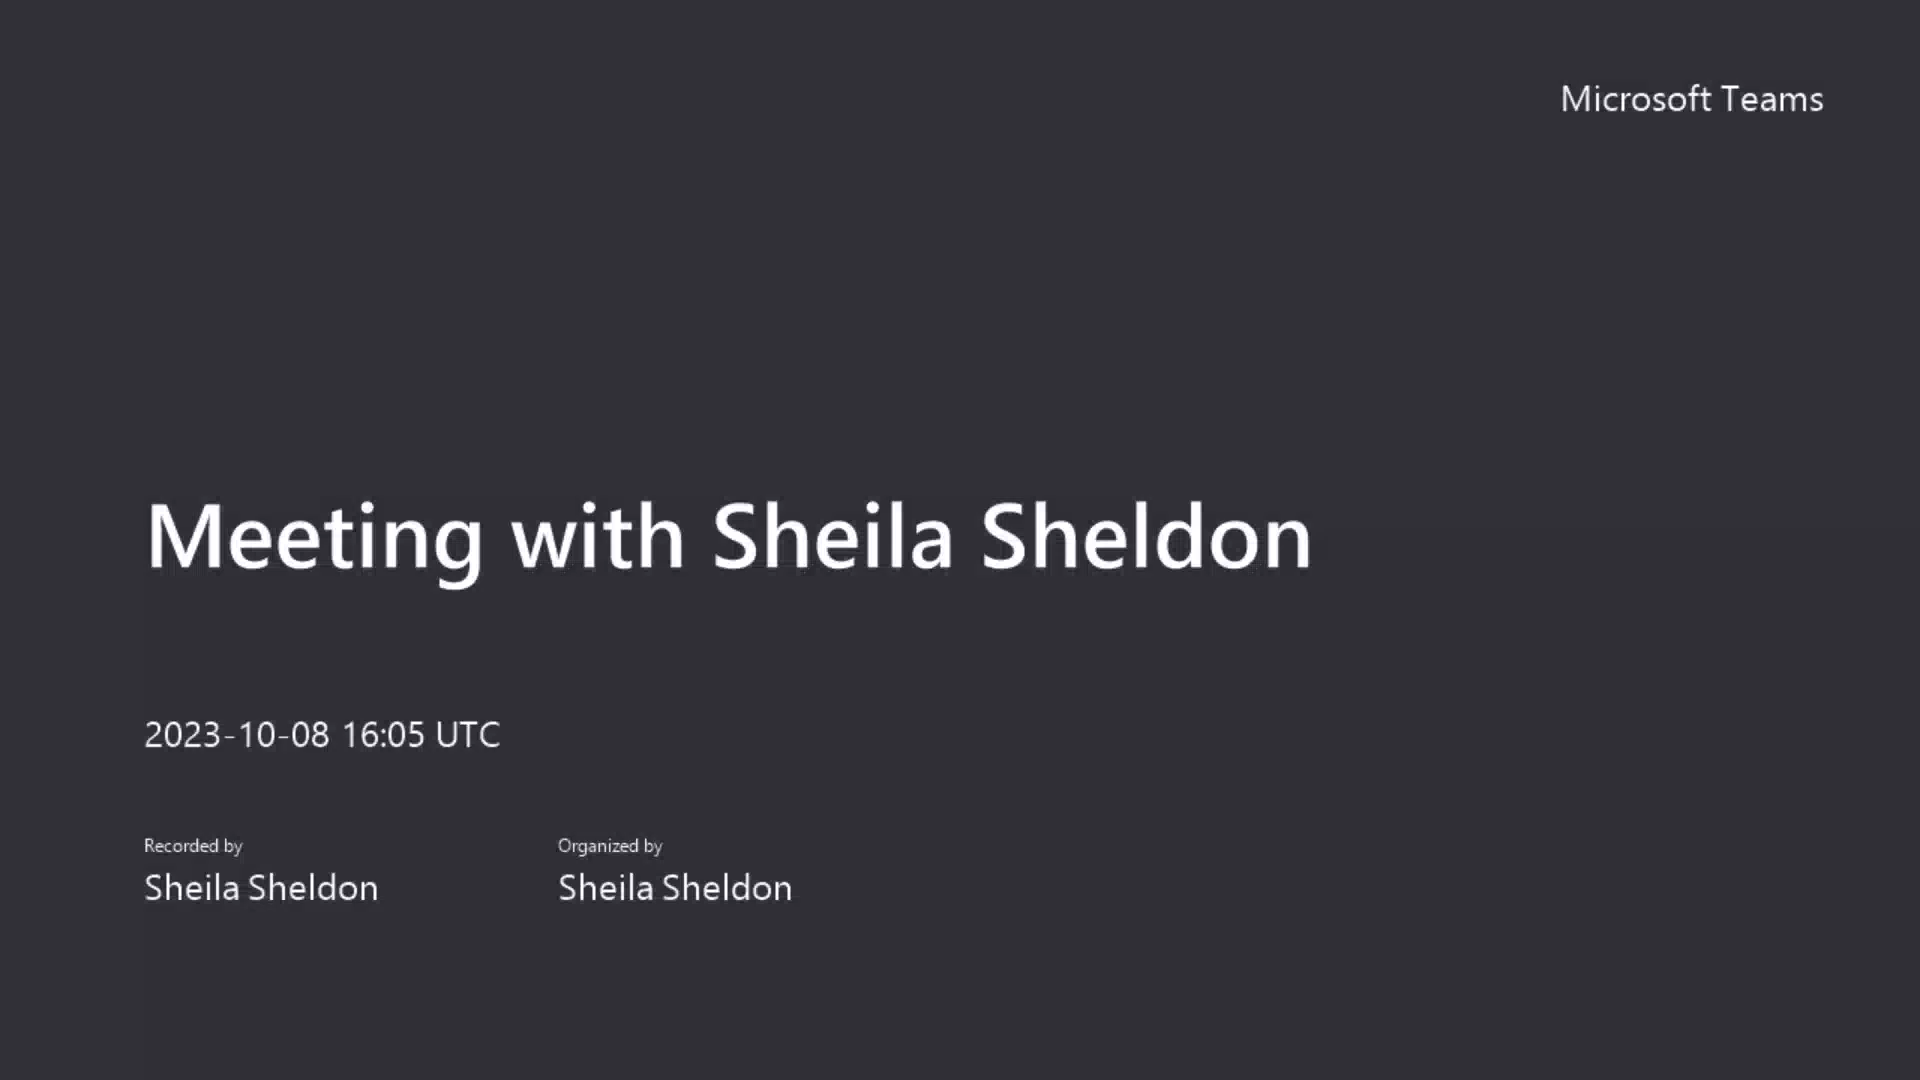 Microsoft Teams
Meeting with Sheila Sheldon
2023-10-08 16:05 UTC
Recorded by
Sheila Sheldon
Organized by
Sheila Sheldon